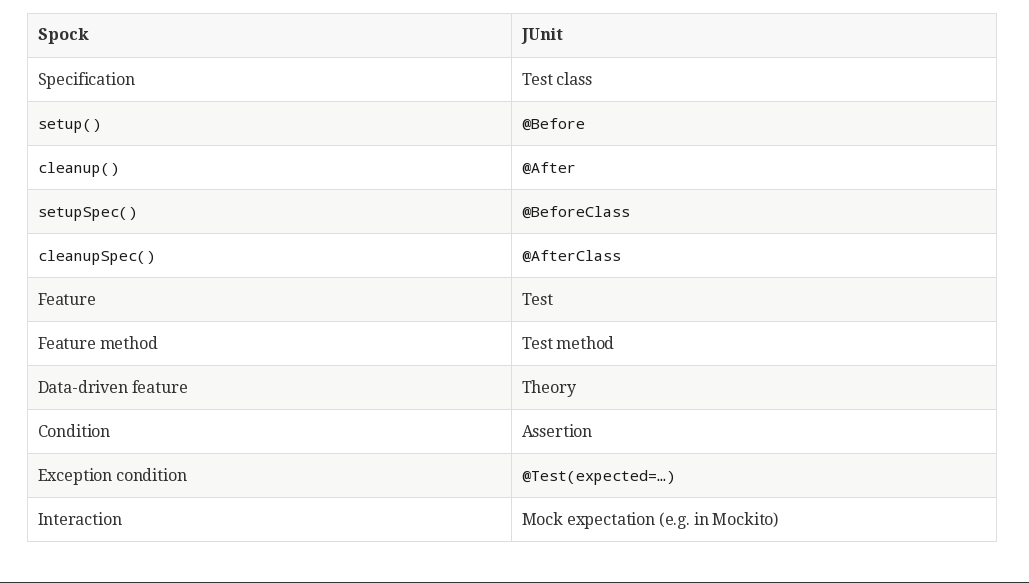 Spock JUnit
Specification Test class
setup() @Before
cleanup() @After
setupSpec() @BeforeClass
cleanupSpec() @AfterClass
Feature Test
Feature method Test method
Data-driven feature Theory
Condition Assertion
Exception condition @Test(expected=…)
Interaction Mock expectation (e.g. in Mockito)